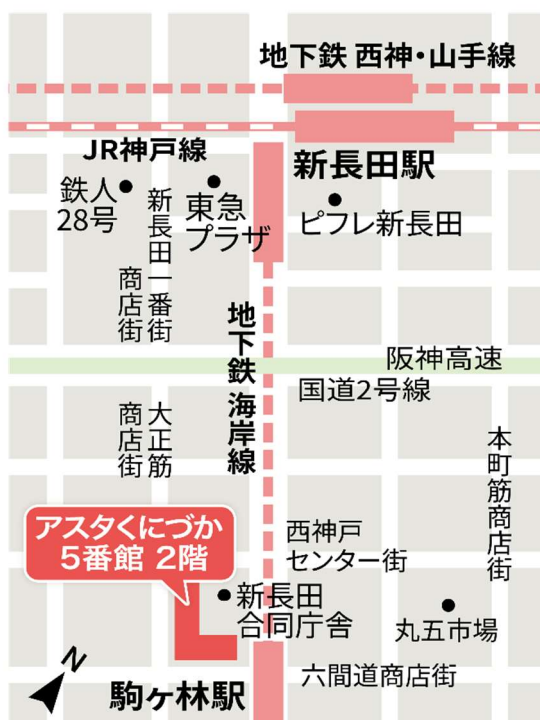 地下鉄 西神・山手線
JR神戸線
新長田駅
鉄人
28号
東急
プラザ
ピフレ新長田
新長田一番街
商店街
地下鉄 海岸線
阪神高速
国道2号線
大正筋
商店街
本町筋商店街
アスタくにづか
5番館 2階
西神戸
センター街
新長田
合同庁舎
丸五市場
六間道商店街
駒ヶ林駅
N